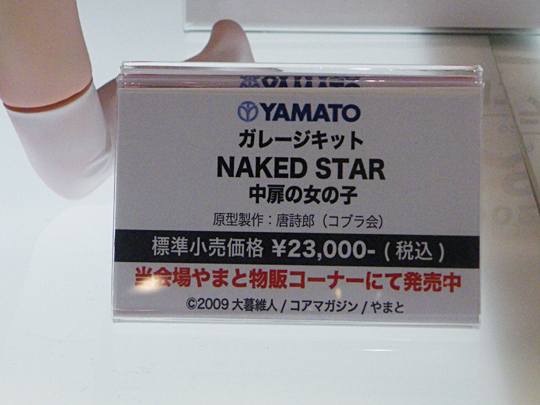 YAMATO
ガレージキット
NAKED STAR
中扉の女の子
原型製作：唐詩郎（コブラ会）
標準小売価格 ¥23,000-（税込）
当会場やまと物販コーナーにて発売中
©2009 大暮維人 / コアマガジン / やまと